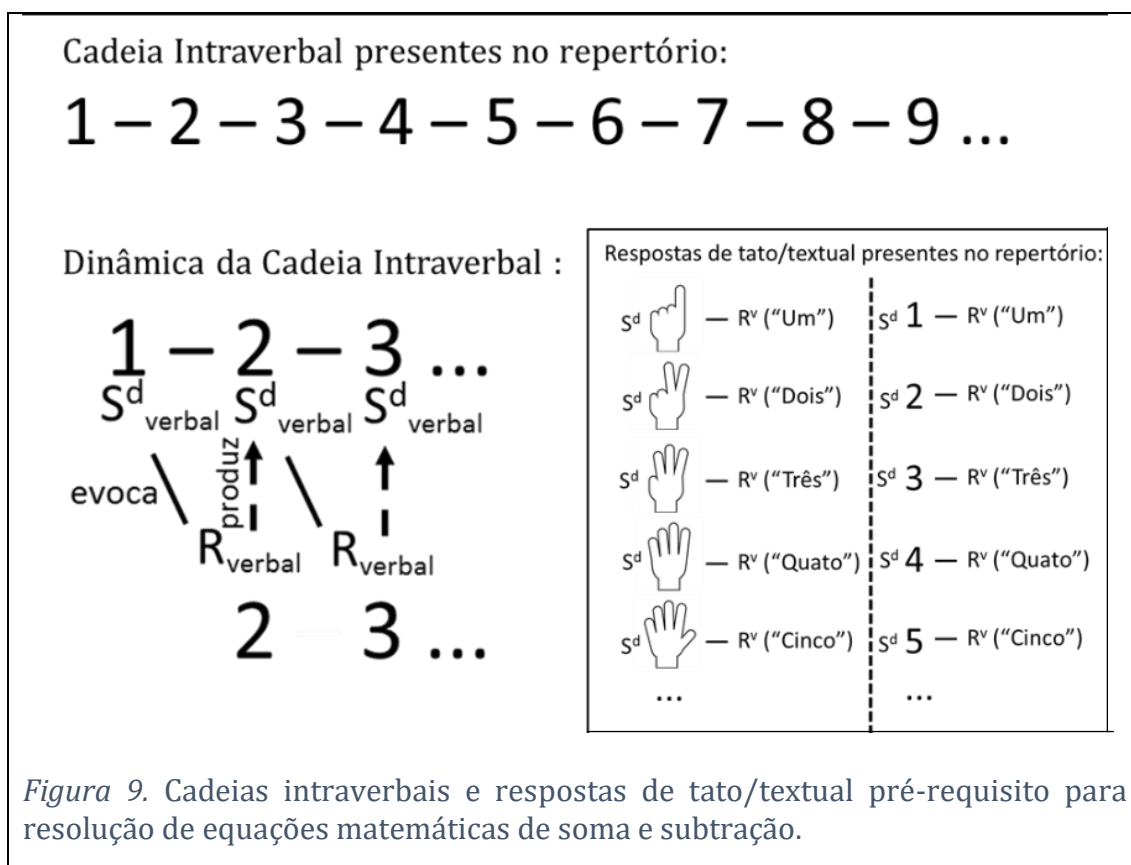 Cadeia Intraverbal presentes no repertório:
1 – 2 – 3 – 4 – 5 – 6 – 7 – 8 – 9 ...
Dinâmica da Cadeia Intraverbal :
1 – 2 – 3 ...
Sd verbal Sd verbal Sd verbal
evoca
produz
Rverbal Rverbal
2 – 3 ...
Respostas de tato/textual presentes no repertório:
Sd — Rv ("Um") Sd 1 — Rv ("Um")
Sd — Rv ("Dois") Sd 2 — Rv ("Dois")
Sd — Rv ("Três") Sd 3 — Rv ("Três")
Sd — Rv ("Quato") Sd 4 — Rv ("Quato")
Sd — Rv ("Cinco") Sd 5 — Rv ("Cinco")
... ...
Figura 9. Cadeias intraverbais e respostas de tato/textual pré-requisito para
resolução de equações matemáticas de soma e subtração.